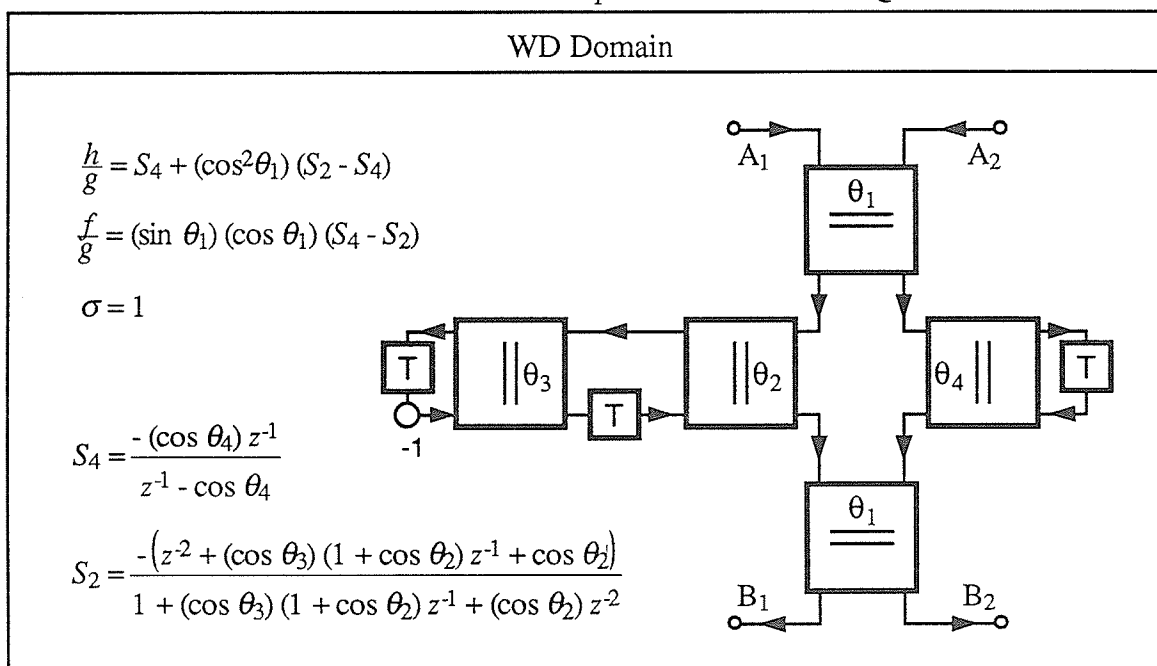 WD Domain
h/g = S₄ + (cos²θ₁) (S₂ - S₄)
f/g = (sin θ₁) (cos θ₁) (S₄ - S₂)
σ = 1
S₄ = - (cos θ₄) z⁻¹ / z⁻¹ - cos θ₄
S₂ = -(z⁻² + (cos θ₃) (1 + cos θ₂) z⁻¹ + cos θ₂) / 1 + (cos θ₃) (1 + cos θ₂) z⁻¹ + (cos θ₂) z⁻²
A₁ A₂
θ₁
T θ₃ θ₂ θ₄ T
T
-1
θ₁
B₁ B₂